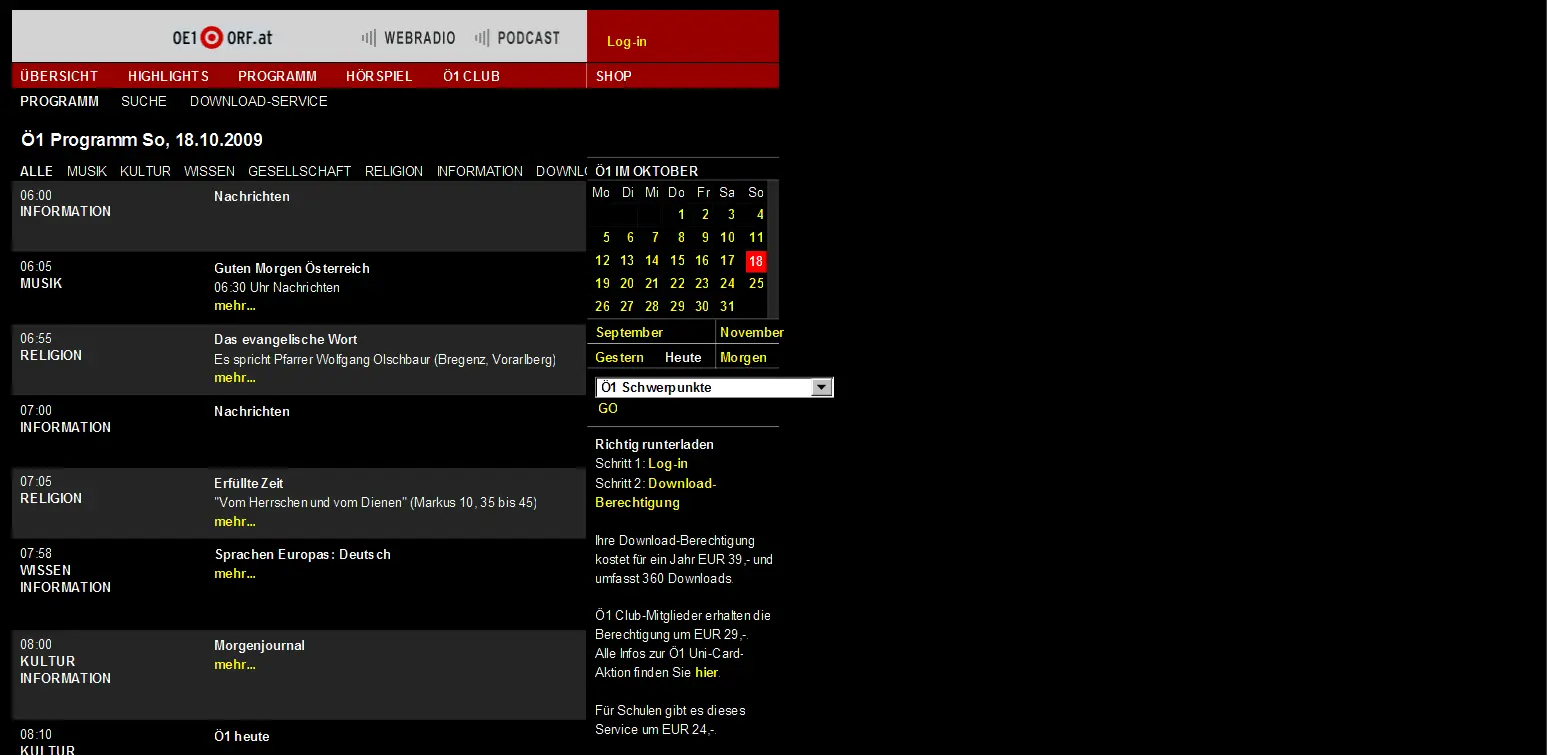 OE1 ORF.at WEBRADIO PODCAST
Log-in
ÜBERSICHT HIGHLIGHTS PROGRAMM HÖRSPIEL Ö1 CLUB SHOP
PROGRAMM SUCHE DOWNLOAD-SERVICE
Ö1 Programm So, 18.10.2009
ALLE MUSIK KULTUR WISSEN GESELLSCHAFT RELIGION INFORMATION DOWNLO
06:00
INFORMATION
Nachrichten
06:05
MUSIK
Guten Morgen Österreich
06:30 Uhr Nachrichten
mehr...
06:55
RELIGION
Das evangelische Wort
Es spricht Pfarrer Wolfgang Olschbaur (Bregenz, Vorarlberg)
mehr...
07:00
INFORMATION
Nachrichten
07:05
RELIGION
Erfüllte Zeit
"Vom Herrschen und vom Dienen" (Markus 10, 35 bis 45)
mehr...
07:58
WISSEN
INFORMATION
Sprachen Europas: Deutsch
mehr...
08:00
KULTUR
INFORMATION
Morgenjournal
mehr...
08:10
KULTUR
Ö1 heute
Ö1 IM OKTOBER
Mo Di Mi Do Fr Sa So
1 2 3 4
5 6 7 8 9 10 11
12 13 14 15 16 17 18
19 20 21 22 23 24 25
26 27 28 29 30 31
September November
Gestern Heute Morgen
Ö1 Schwerpunkte
GO
Richtig runterladen
Schritt 1: Log-in
Schritt 2: Download-
Berechtigung
Ihre Download-Berechtigung
kostet für ein Jahr EUR 39,- und
umfasst 360 Downloads.
Ö1 Club-Mitglieder erhalten die
Berechtigung um EUR 29,-.
Alle Infos zur Ö1 Uni-Card-
Aktion finden Sie hier.
Für Schulen gibt es dieses
Service um EUR 24,-.